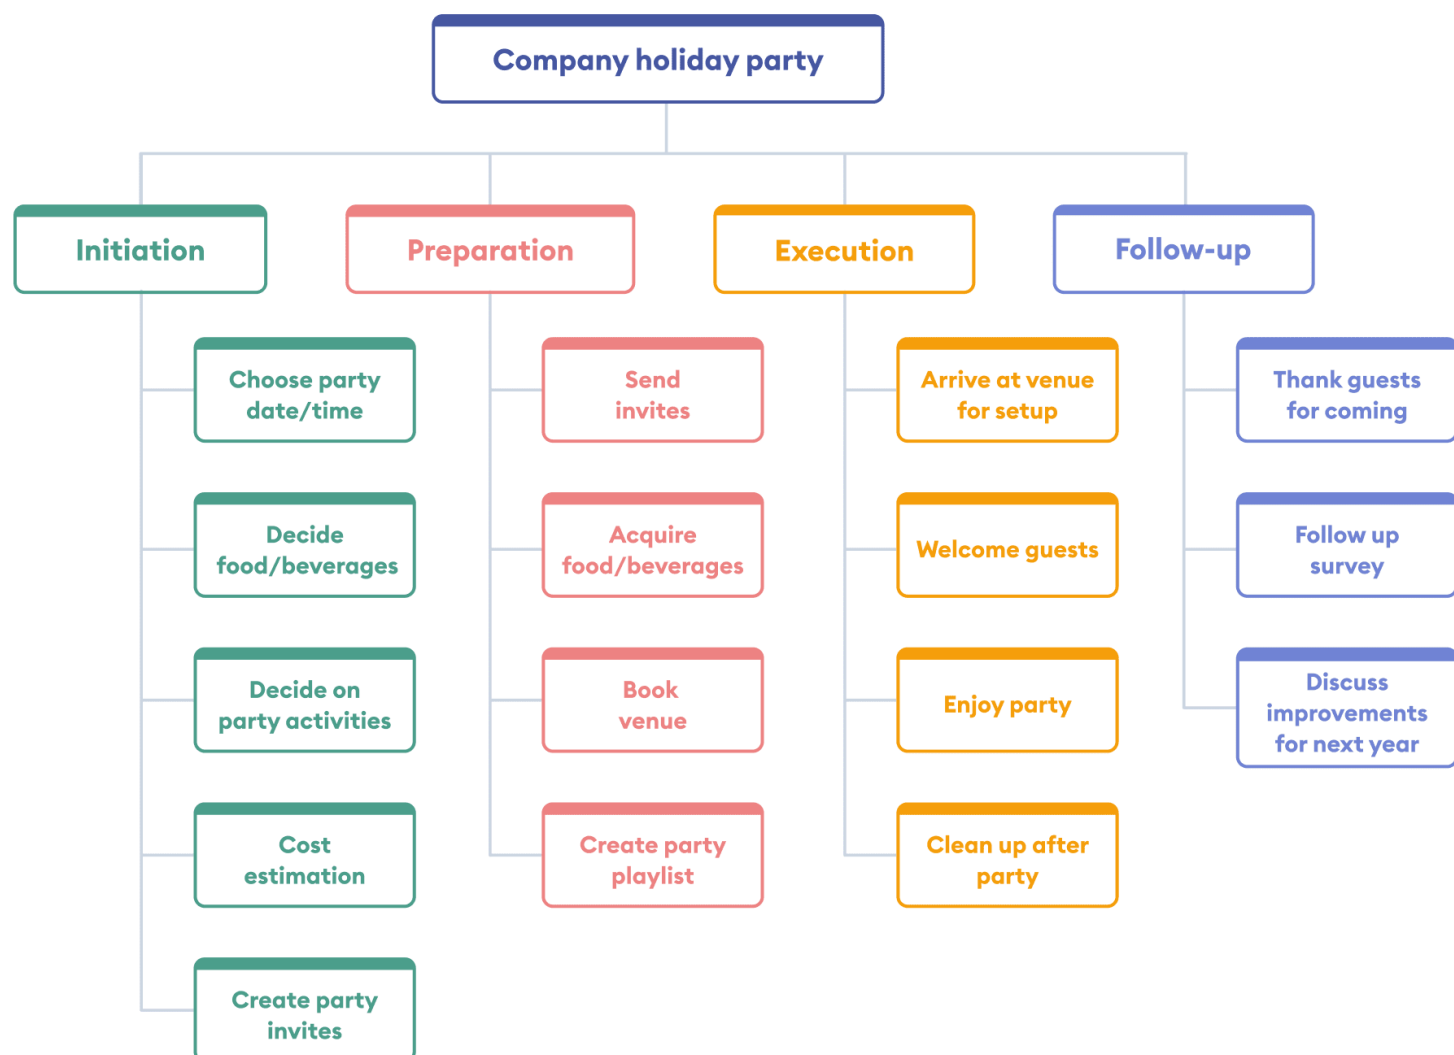 Company holiday party
Initiation
Preparation
Execution
Follow-up
Choose party
date/time
Decide
food/beverages
Decide on
party activities
Cost
estimation
Create party
invites
Send
invites
Acquire
food/beverages
Book
venue
Create party
playlist
Arrive at venue
for setup
Welcome guests
Enjoy party
Clean up after
party
Thank guests
for coming
Follow up
survey
Discuss
improvements
for next year